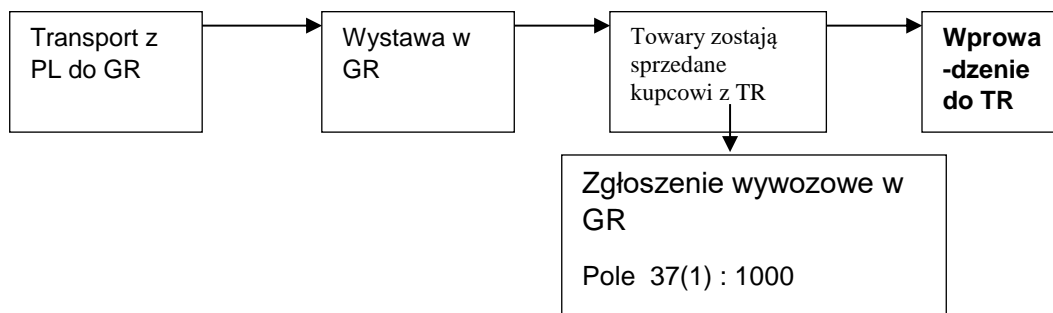 Transport z
PL do GR
Wystawa w
GR
Towary zostają
sprzedane
kupcowi z TR
Wprowa
-dzenie
do TR
Zgłoszenie wywozowe w
GR
Pole 37(1) : 1000